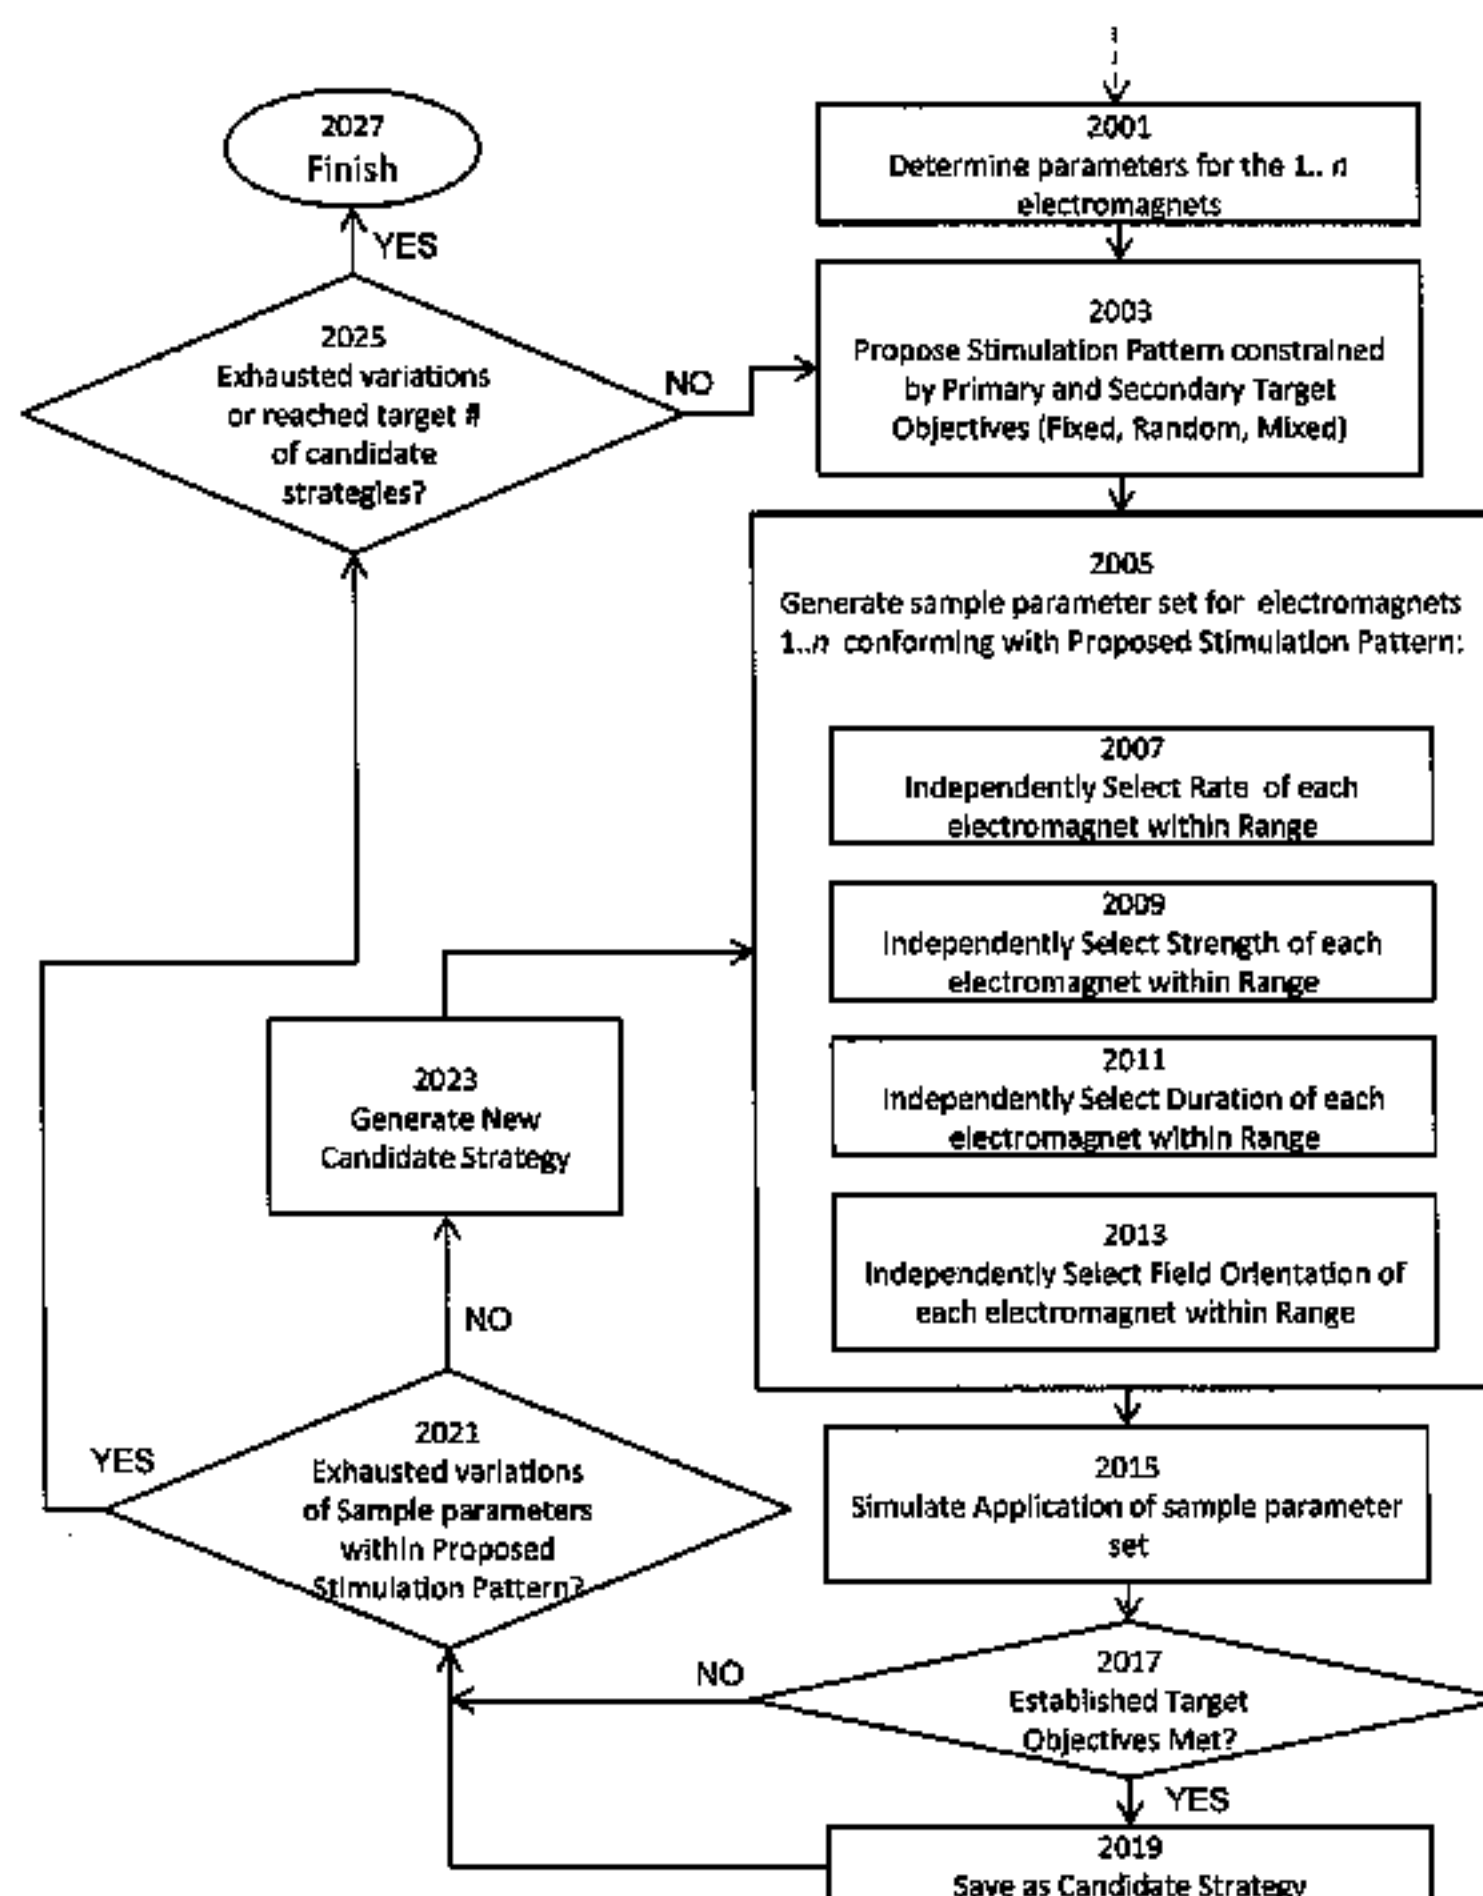 2027
Finish
YES
2025
Exhausted variations
or reached target #
of candidate
strategies?
NO
2001
Determine parameters for the 1.. n
electromagnets
2003
Propose Stimulation Pattern constrained
by Primary and Secondary Target
Objectives (Fixed, Random, Mixed)
2005
Generate sample parameter set for electromagnets
1..n conforming with Proposed Stimulation Pattern:
2007
Independently Select Rate of each
electromagnet within Range
2009
Independently Select Strength of each
electromagnet within Range
2011
Independently Select Duration of each
electromagnet within Range
2013
Independently Select Field Orientation of
each electromagnet within Range
2015
Simulate Application of sample parameter
set
2017
Established Target
Objectives Met?
NO
YES
2019
Save as Candidate Strategy
2021
Exhausted variations
of Sample parameters
within Proposed
Stimulation Pattern?
YES
NO
2023
Generate New
Candidate Strategy